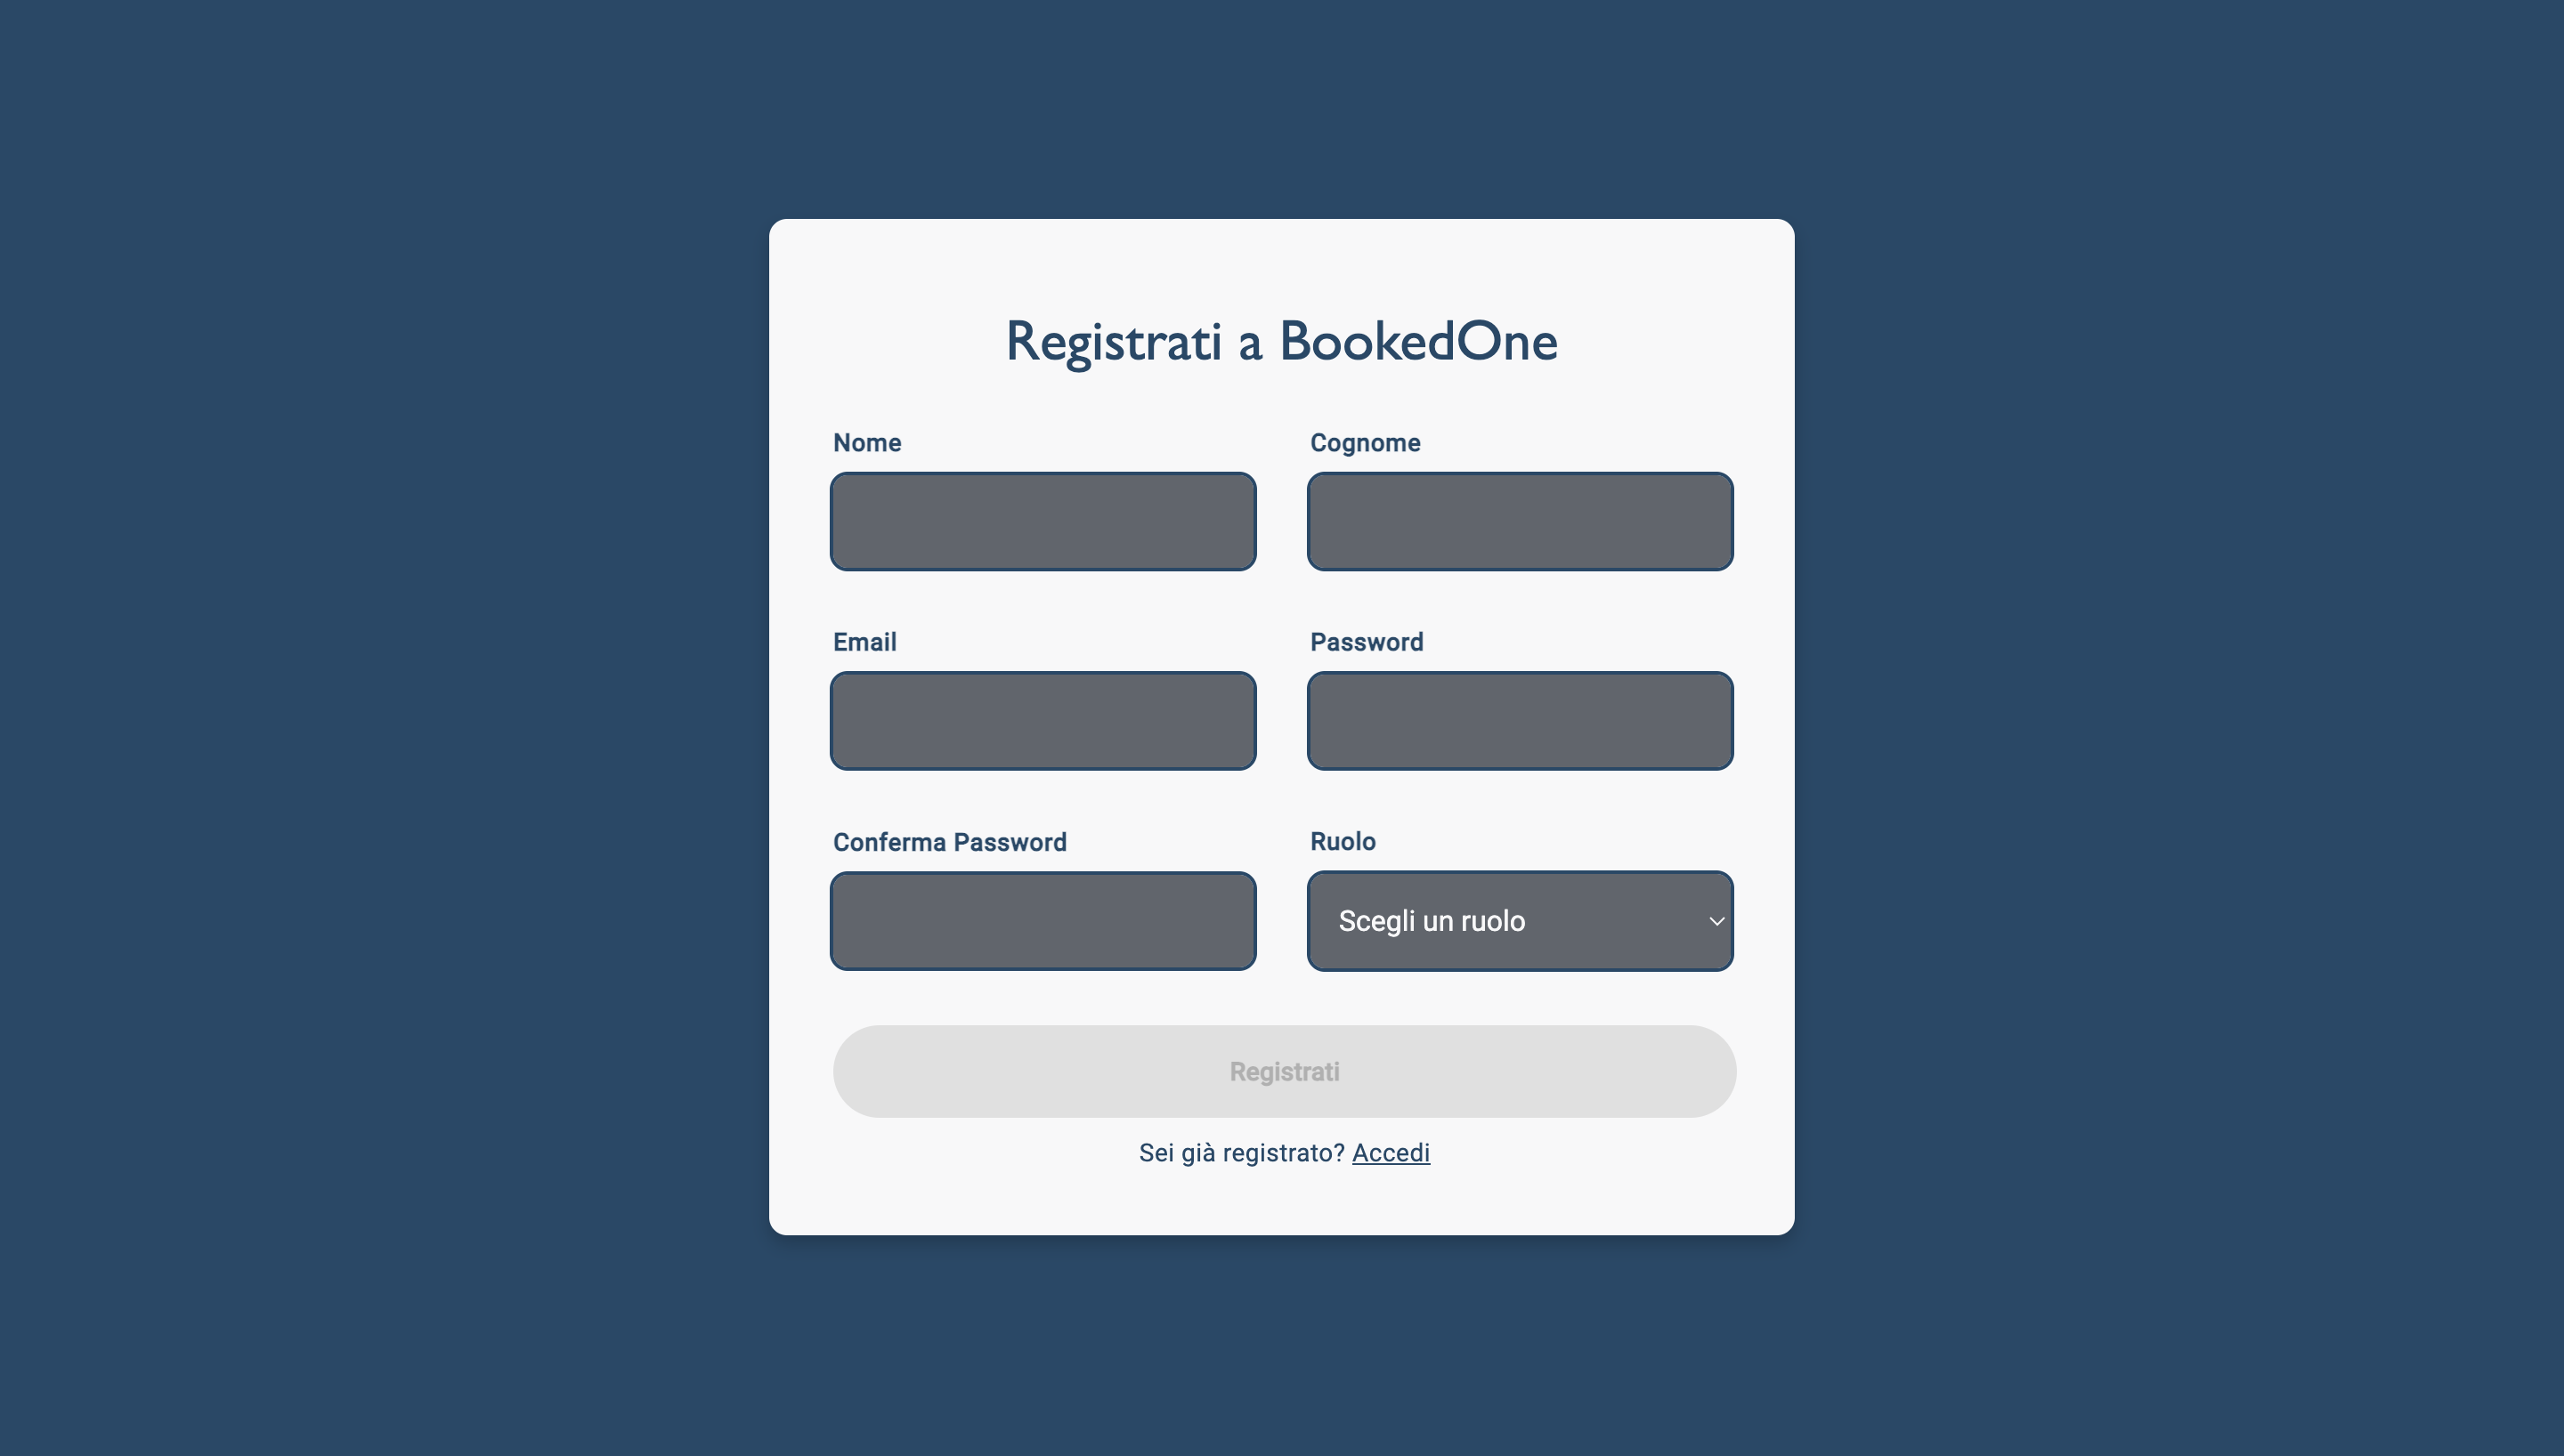 Registrati a BookedOne
Nome
Cognome
Email
Password
Conferma Password
Ruolo
Scegli un ruolo
Registrati
Sei già registrato? Accedi